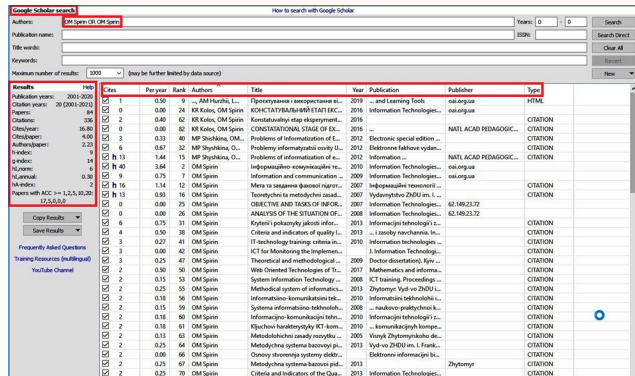 Google Scholar search
How to search with Google Scholar
Authors: OM Spirin OR OM Spirin Years: 0 - 0 Search
Publication name: ISSN: Search Direct
Title words: Clear All
Keywords: Revert
Maximum number of results: 1000 (may be further limited by data source) New
Results Help
Publication years: 2001-2020
Citation years: 20 (2001-2021)
Papers: 84
Citations: 336
Cites/year: 16.80
Cites/paper: 4.00
Authors/paper: 2.23
h-index: 9
g-index: 14
hI,norm: 6
hI,annual: 0.30
hA-index: 2
Papers with ACC >= 1,2,5,10,20:
17,5,0,0,0
Copy Results
Save Results
Frequently Asked Questions
Training Resources (multilingual)
YouTube Channel
Cites Per year Rank Authors Title Year Publication Publisher Type
1 0.50 9 ..., AM Hurzhii, L... Проєктування і використання ві... 2019 ... and Learning Tools oai.org.ua HTML
0 0.00 24 KR Kolos, OM Spirin КОНСТАТУВАЛЬНИЙ ЕТАП ЕКС... 2016 Information Technologies... oai.org.ua
2 0.40 62 KR Kolos, OM Spirin Konstatuvalnyi etap eksperyment... 2016 CITATION
0 0.00 82 KR Kolos, OM Spirin CONSTATATIONAL STAGE OF EX... 2016 ... NATL ACAD PEDAGOGIC... CITATION
3 0.33 40 MP Shishkina, OM... Problems of Informatization of E... 2012 Electronic special edition ... CITATION
6 0.67 32 MP Shyshkina, O... Problemy informatyzatsii osvity U... 2012 Elektronne fakhove vydan... CITATION
h 13 1.44 15 MP Shyshkina, O... Problems of informatization of e... 2012 Information ... NATL ACAD PEDAGOGIC... CITATION
h 40 3.64 2 OM Spirin Інформаційно-комунікаційні те... 2010 Information Technologies... oai.org.ua
9 0.75 7 OM Spirin Information and communication ... 2009 Information Technologies... oai.org.ua
h 16 1.14 12 OM Spirin Мета та завдання фахової підгот... 2007 Інформаційні технології ... CITATION
h 13 0.93 16 OM Spirin Teoretychni ta metodychni zasad... 2007 Vydavnytstvo ZhDU im. I. ... CITATION
0 0.00 25 OM Spirin OBJECTIVE AND TASKS OF INFOR... 2007 Information Technologies... 62.149.23.72
0 0.00 26 OM Spirin ANALYSIS OF THE SITUATION OF... 2008 Information Technologies... 62.149.23.72
6 0.75 31 OM Spirin Kryterii i pokaznyky jakosti infor... 2013 CITATION
4 0.50 38 OM Spirin Criteria and indicators of quality I... 2013 ... i zasoby navchannia. In... CITATION
3 0.27 41 OM Spirin IT-technology training: criteria in... 2010 Information technologies ... CITATION
3 0.00 42 OM Spirin ICT for Monitoring the Implemen... J. Information Technologi... CITATION
3 0.25 47 OM Spirin Theoretical and methodological ... 2009 Doctor dissertation). Kyiv ... CITATION
2 0.50 50 OM Spirin Web Oriented Technologies of Tr... 2017 Mathematics and informa... CITATION
2 0.15 53 OM Spirin System Information Technology ... 2008 ICT training. Proceedings ... CITATION
2 0.25 55 OM Spirin Methodical system of informatics... 2013 Zhytomyr: Vyd-vo ZhDU i... CITATION
2 0.18 56 OM Spirin Informatsiino-komunikatsiini tek... 2010 Informatsiini tekhnolohii i... CITATION
2 0.15 59 OM Spirin Systema informatsiino-tekhnoloh... 2008 ... naukovo-praktychnoi k... CITATION
2 0.18 60 OM Spirin CITATION
2 0.18 61 OM Spirin Kljuchovi harakterystyky IKT-kom... 2010 ... komunikacijnyh kompe... CITATION
2 0.13 63 OM Spirin Metodolohichni zasady rozvytku ... 2005 Visnyk Zhytomyrskoho de... CITATION
2 0.25 64 OM Spirin Metodychna systema bazovoyi pi... 2013 Vyd-vo ZHDU im. I. Frank... CITATION
2 0.00 66 OM Spirin Osnovy stvorennja systemy elektr... Elektronni informacijni bi... CITATION
2 0.25 67 OM Spirin Metodychna systema bazovoi pid... 2013 Zhytomyr CITATION
2 0.25 70 OM Spirin Criteria and Indicators of the Qua... 2013 Information Technologies... CITATION